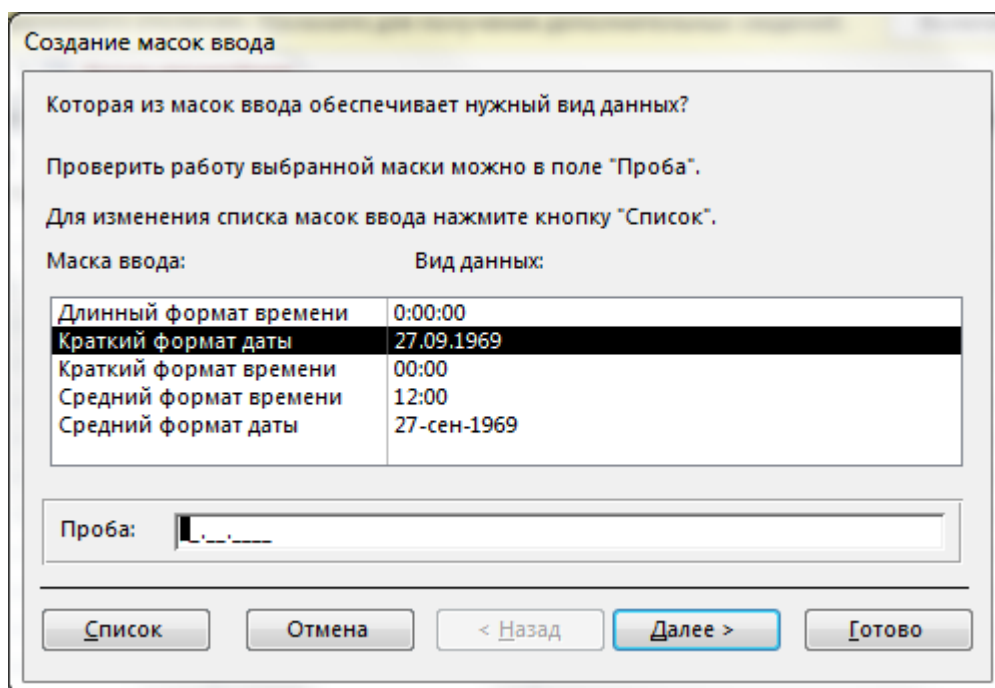 Создание масок ввода
Которая из масок ввода обеспечивает нужный вид данных?
Проверить работу выбранной маски можно в поле "Проба".
Для изменения списка масок ввода нажмите кнопку "Список".
Маска ввода: Вид данных:
Длинный формат времени 0:00:00
Краткий формат даты 27.09.1969
Краткий формат времени 00:00
Средний формат времени 12:00
Средний формат даты 27-сен-1969
Проба: __.__.____
Список Отмена < Назад Далее > Готово